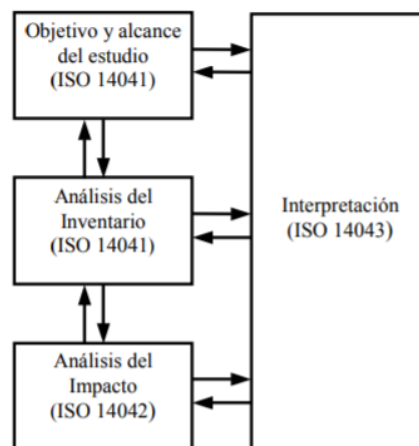 Objetivo y alcance
del estudio
(ISO 14041)
Análisis del
Inventario
(ISO 14041)
Interpretación
(ISO 14043)
Análisis del
Impacto
(ISO 14042)